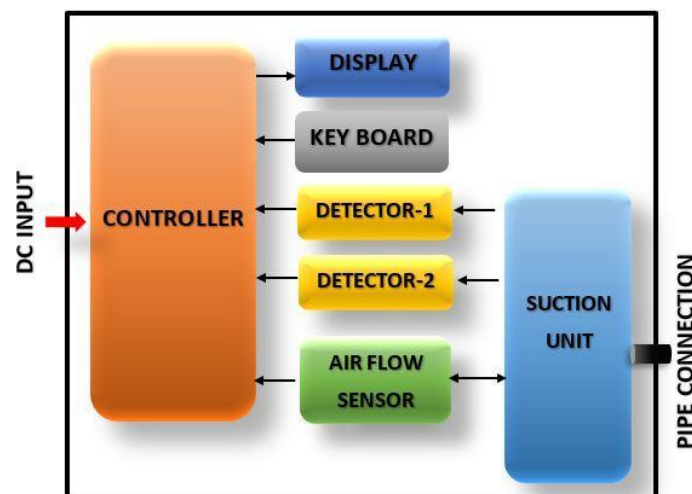 DC INPUT
CONTROLLER
DISPLAY
KEY BOARD
DETECTOR-1
DETECTOR-2
AIR FLOW
SENSOR
SUCTION
UNIT
PIPE CONNECTION